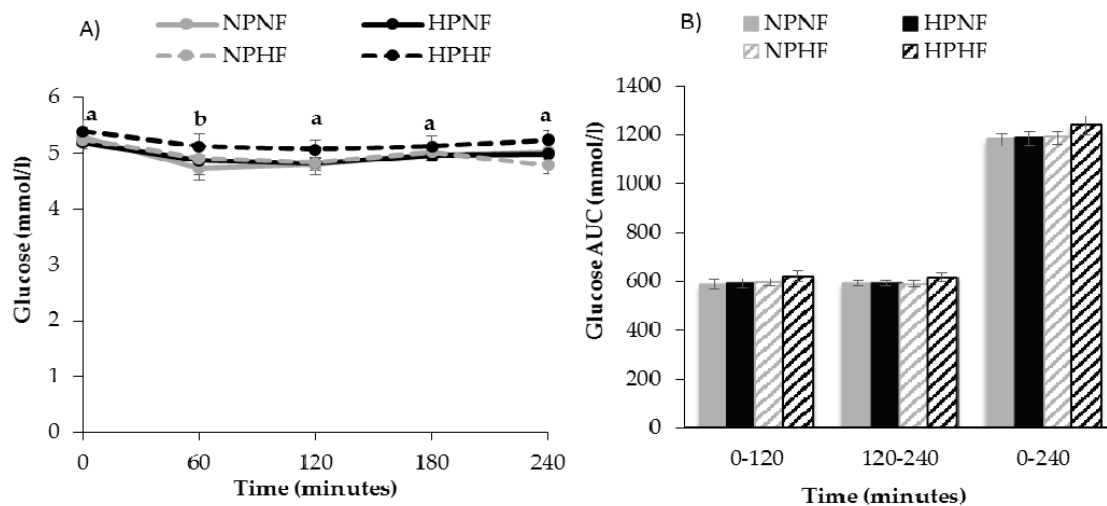 A)
NPNF HPNF
NPHF HPHF
6
5
4
3
2
1
0
a b a a a
Glucose (mmol/l)
0 60 120 180 240
Time (minutes)
B)
NPNF HPNF
NPHF HPHF
1400
1200
1000
800
600
400
200
0
Glucose AUC (mmol/l)
0-120 120-240 0-240
Time (minutes)